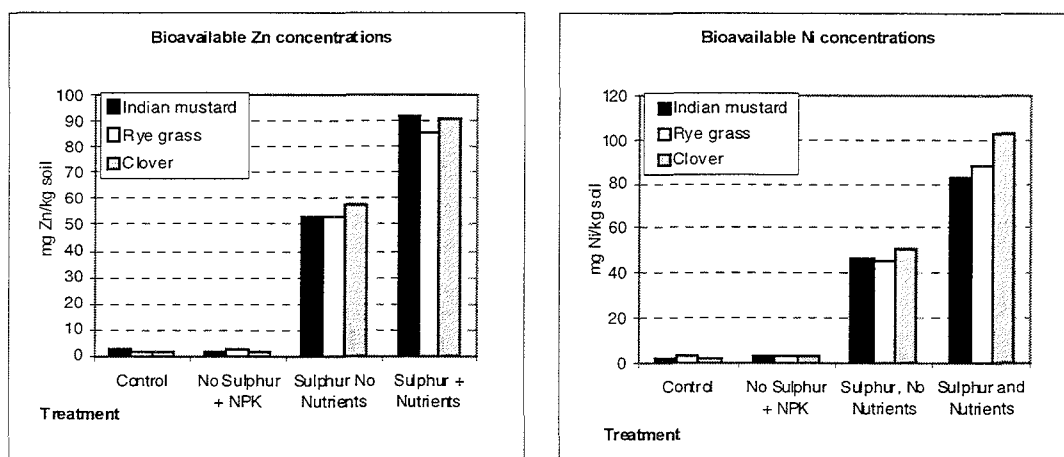 Bioavailable Zn concentrations
Indian mustard
Rye grass
Clover
mg Zn/kg soil
100
90
80
70
60
50
40
30
20
10
0
Control
No Sulphur
+ NPK
Sulphur No
Nutrients
Sulphur +
Nutrients
Treatment
Bioavailable Ni concentrations
Indian mustard
Rye grass
Clover
mg Ni/kg soil
120
100
80
60
40
20
0
Control
No Sulphur
+ NPK
Sulphur, No
Nutrients
Sulphur and
Nutrients
Treatment